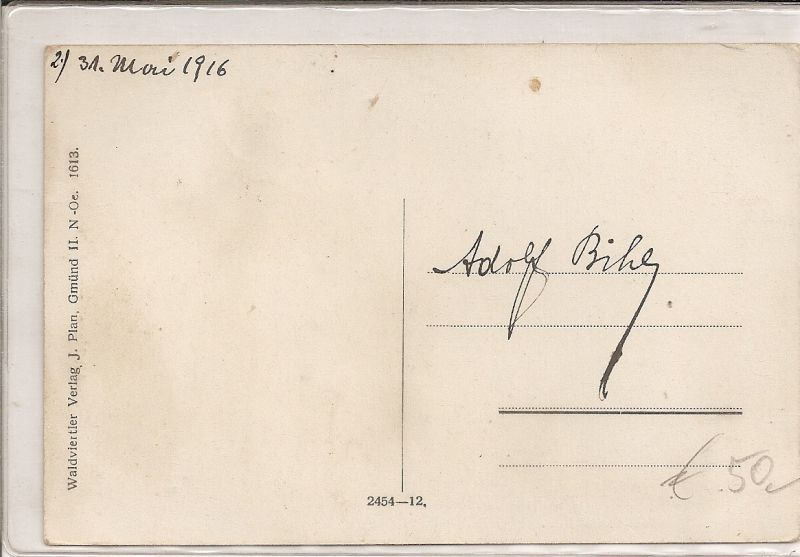 2.) 31. Mai 1916
Waldviertler Verlag J. Plan, Gmünd II. N-Oe. 1613.
Adolf Bihl
2454—12.
€ 50,